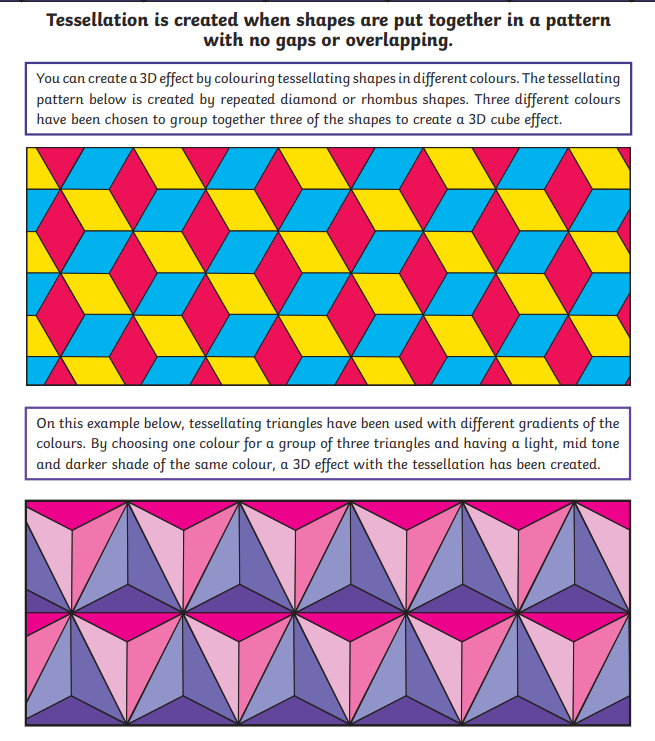 Tessellation is created when shapes are put together in a pattern
with no gaps or overlapping.
You can create a 3D effect by colouring tessellating shapes in different colours. The tessellating
pattern below is created by repeated diamond or rhombus shapes. Three different colours
have been chosen to group together three of the shapes to create a 3D cube effect.
On this example below, tessellating triangles have been used with different gradients of the
colours. By choosing one colour for a group of three triangles and having a light, mid tone
and darker shade of the same colour, a 3D effect with the tessellation has been created.